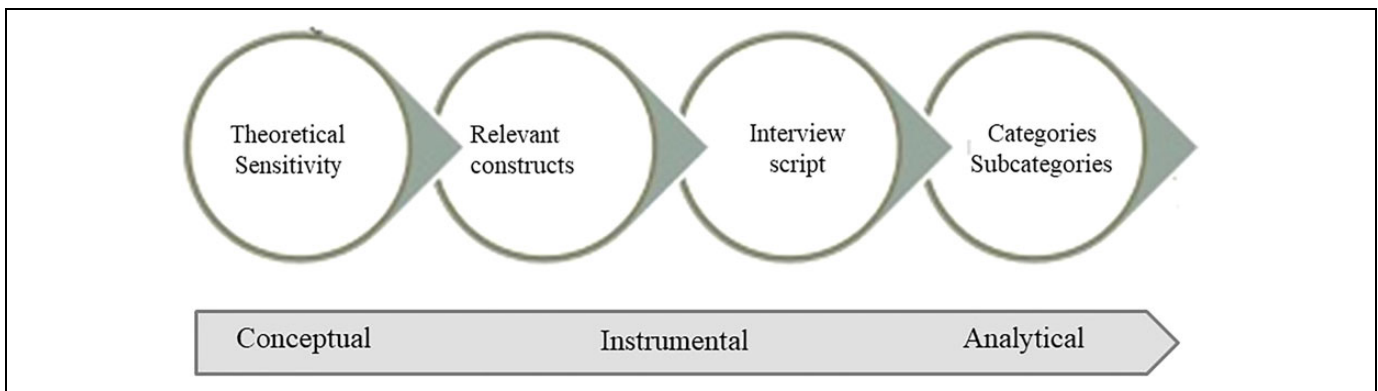 Theoretical
Sensitivity
Relevant
constructs
Interview
script
Categories
Subcategories
Conceptual
Instrumental
Analytical